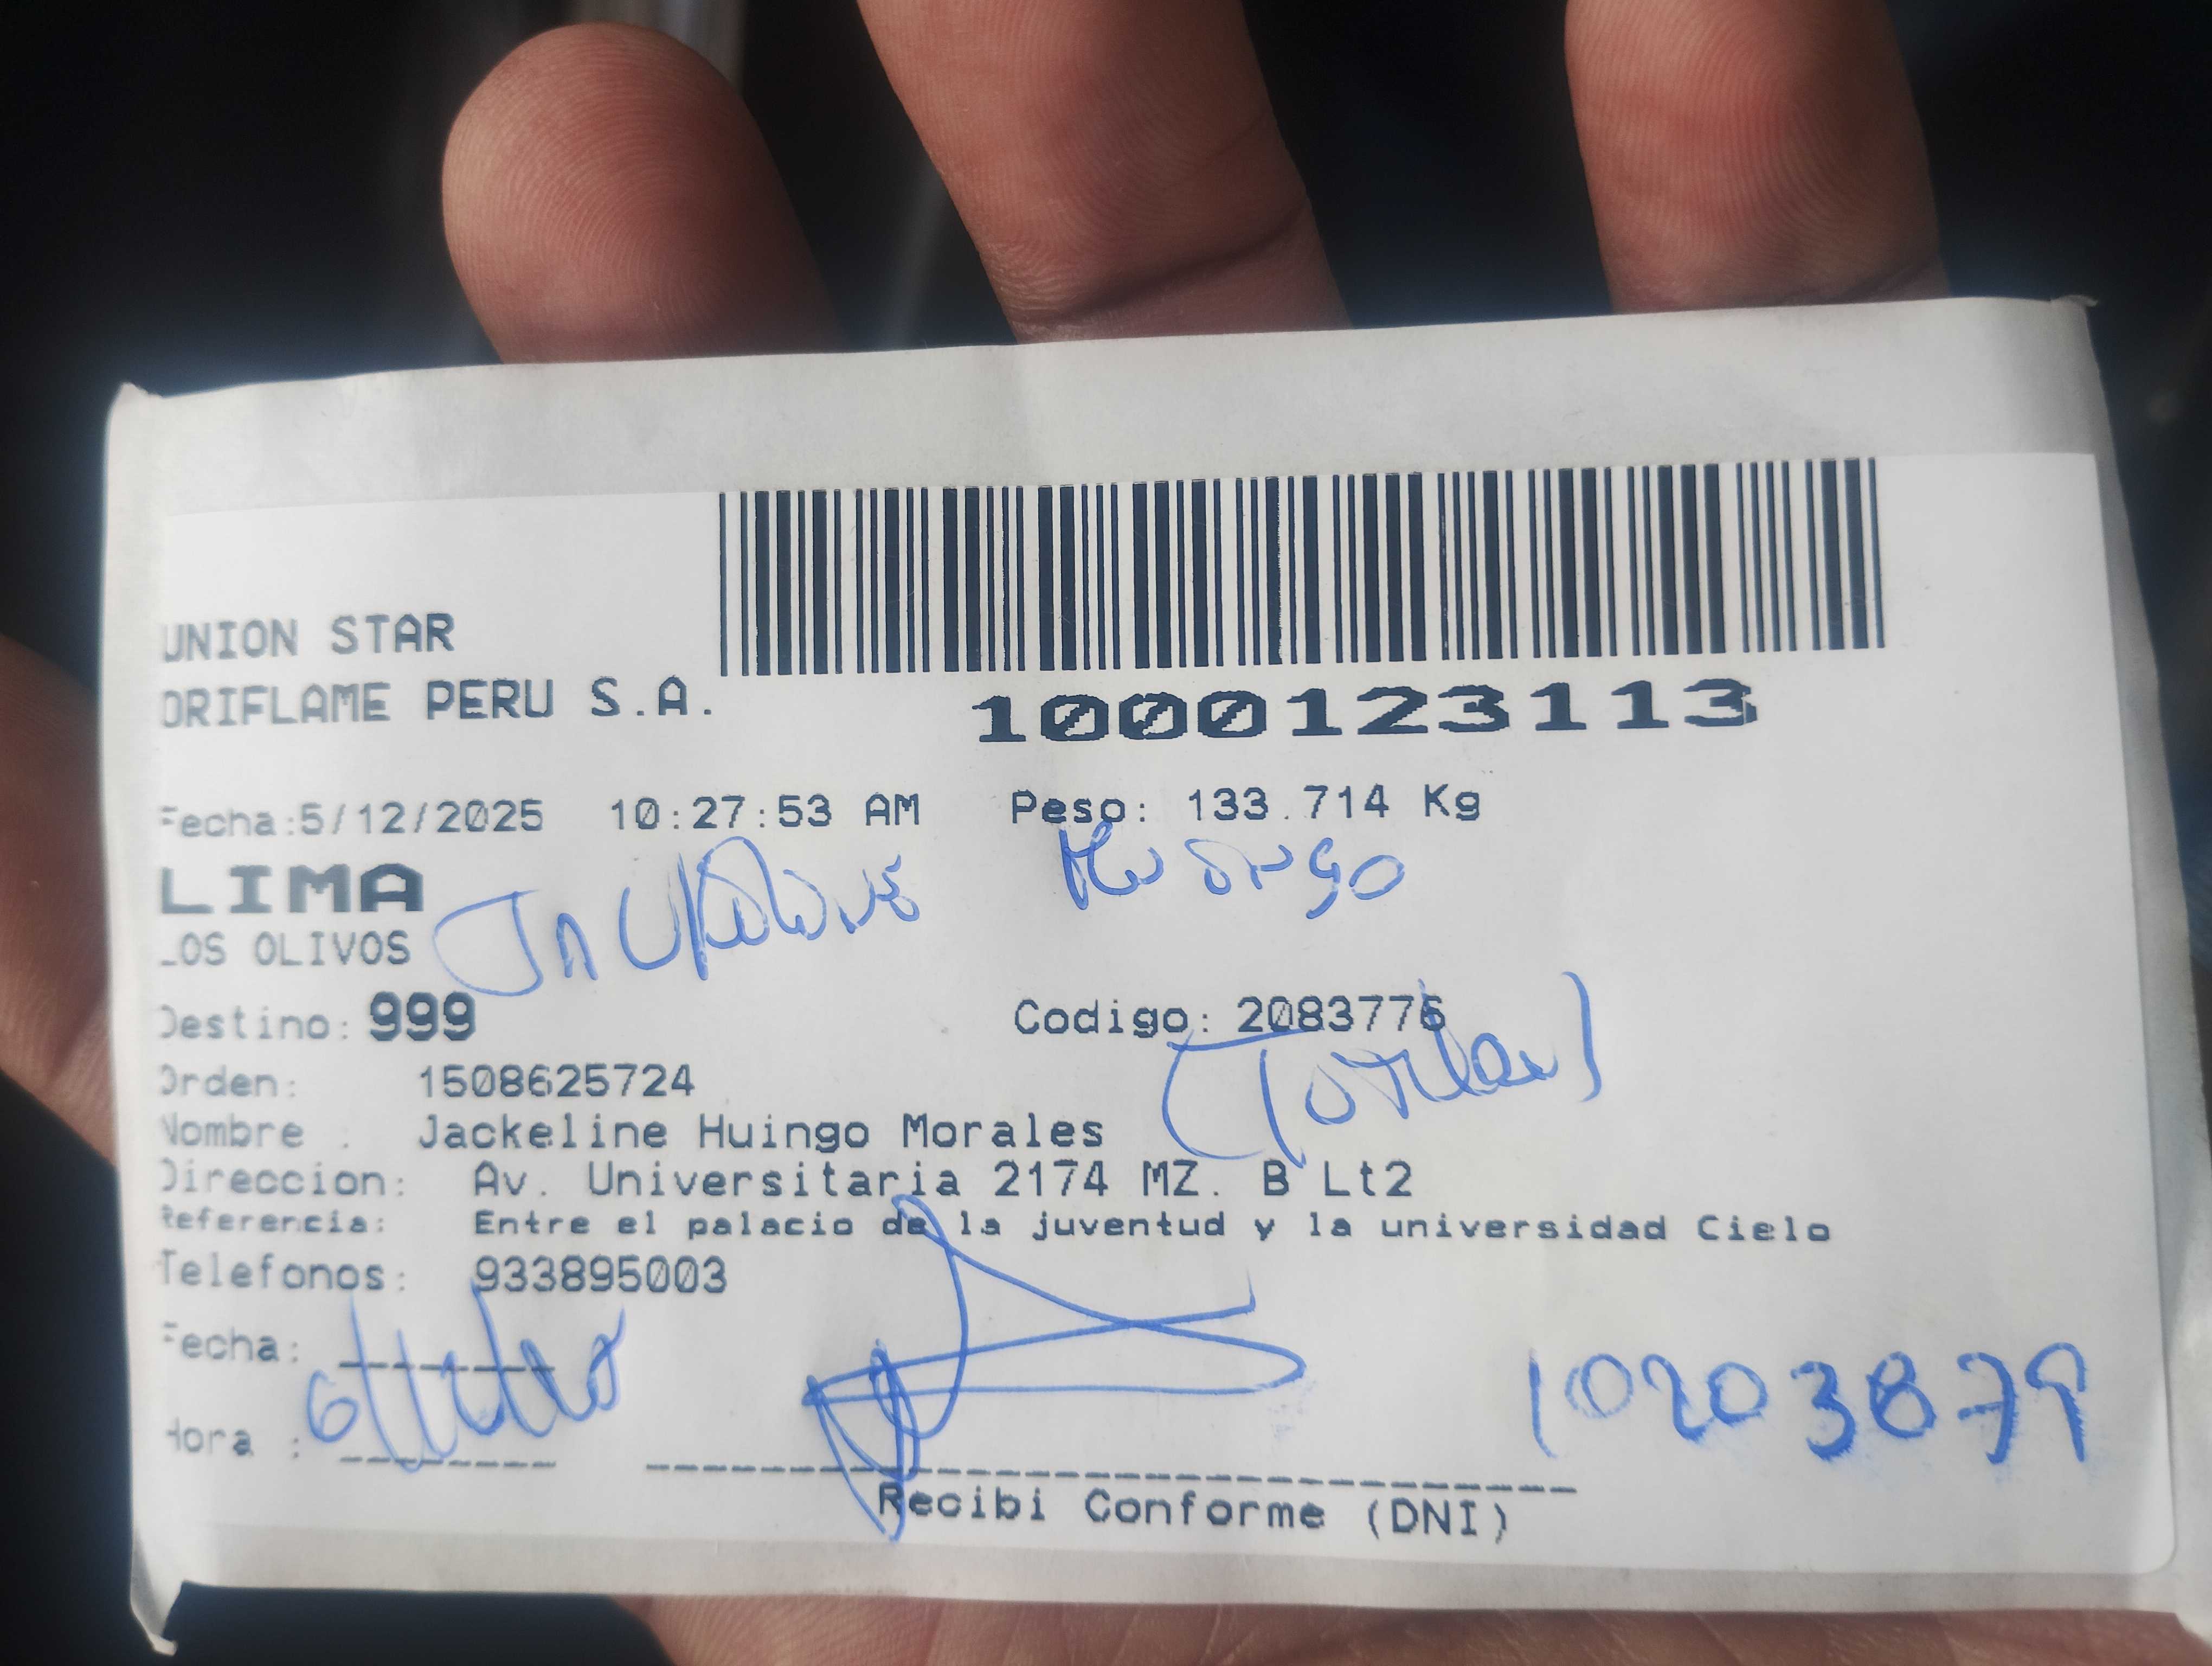 UNION STAR
ORIFLAME PERU S.A.
1000123113
Fecha:5/12/2025 10:27:53 AM Peso: 133.714 Kg
LIMA
LOS OLIVOS
Huingo
Destino: 999 Codigo: 2083776
(Titular)
Orden: 1508625724
Nombre : Jackeline Huingo Morales
Direccion: Av. Universitaria 2174 MZ. B Lt2
Referencia: Entre el palacio de la juventud y la universidad Cielo
Telefonos: 933895003
Fecha:
10203879
Hora :
Recibi Conforme (DNI)